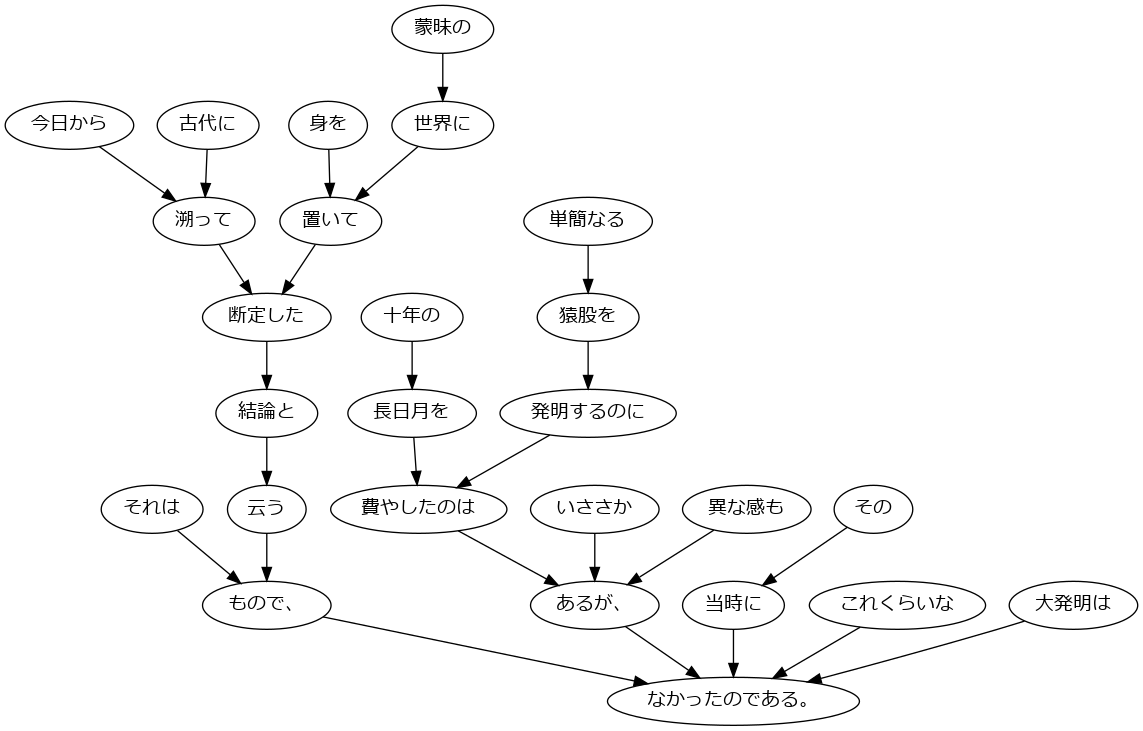 蒙昧の
今日から
古代に
身を
世界に
溯って
置いて
単簡なる
断定した
十年の
猿股を
結論と
長日月を
発明するのに
それは
云う
費やしたのは
いささか
異な感も
その
もので、
あるが、
当時に
これくらいな
大発明は
なかったのである。